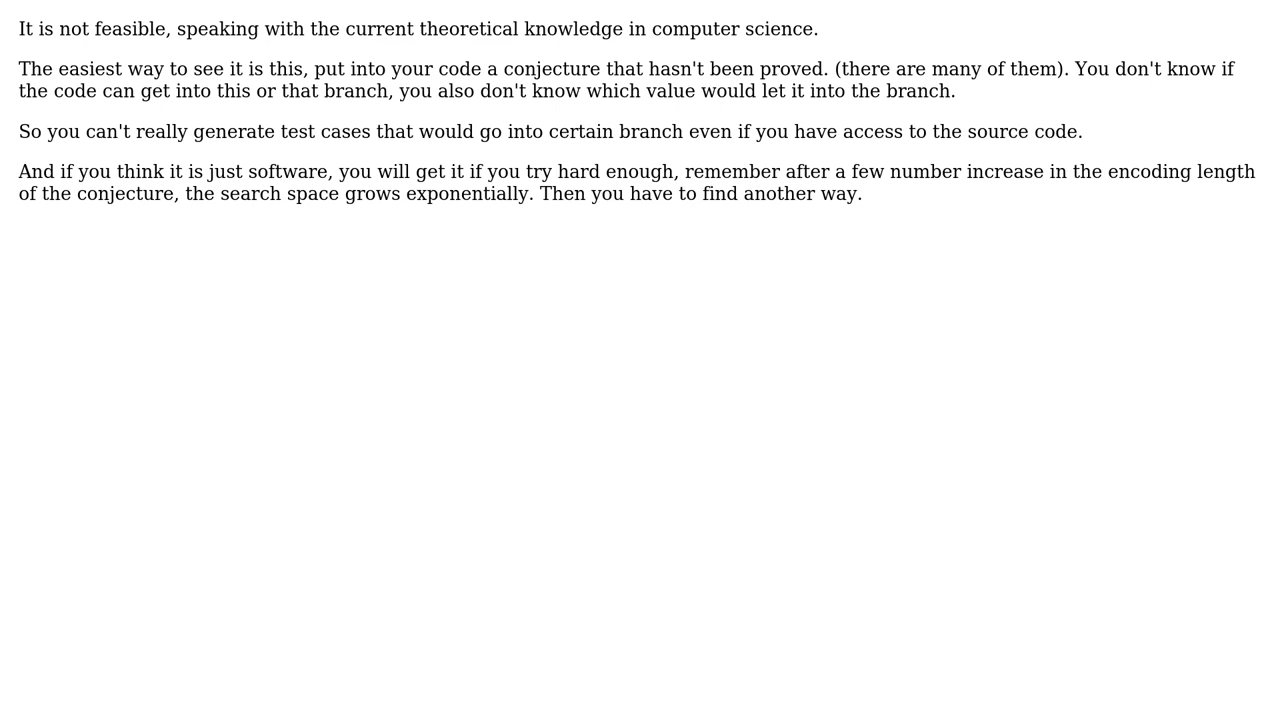 It is not feasible, speaking with the current theoretical knowledge in computer science.
The easiest way to see it is this, put into your code a conjecture that hasn't been proved. (there are many of them). You don't know if
the code can get into this or that branch, you also don't know which value would let it into the branch.
So you can't really generate test cases that would go into certain branch even if you have access to the source code.
And if you think it is just software, you will get it if you try hard enough, remember after a few number increase in the encoding length
of the conjecture, the search space grows exponentially. Then you have to find another way.